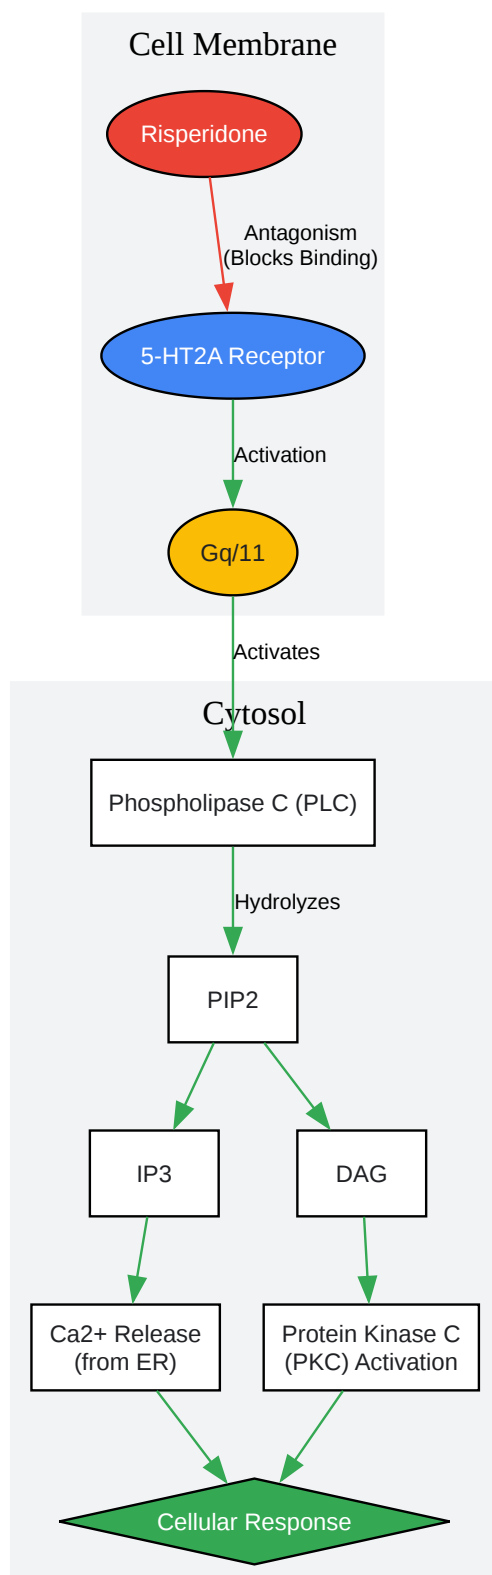 Cell Membrane
Risperidone
Antagonism
(Blocks Binding)
5-HT2A Receptor
Activation
Gq/11
Activates
Cytosol
Phospholipase C (PLC)
Hydrolyzes
PIP2
IP3
DAG
Ca2+ Release
(from ER)
Protein Kinase C
(PKC) Activation
Cellular Response